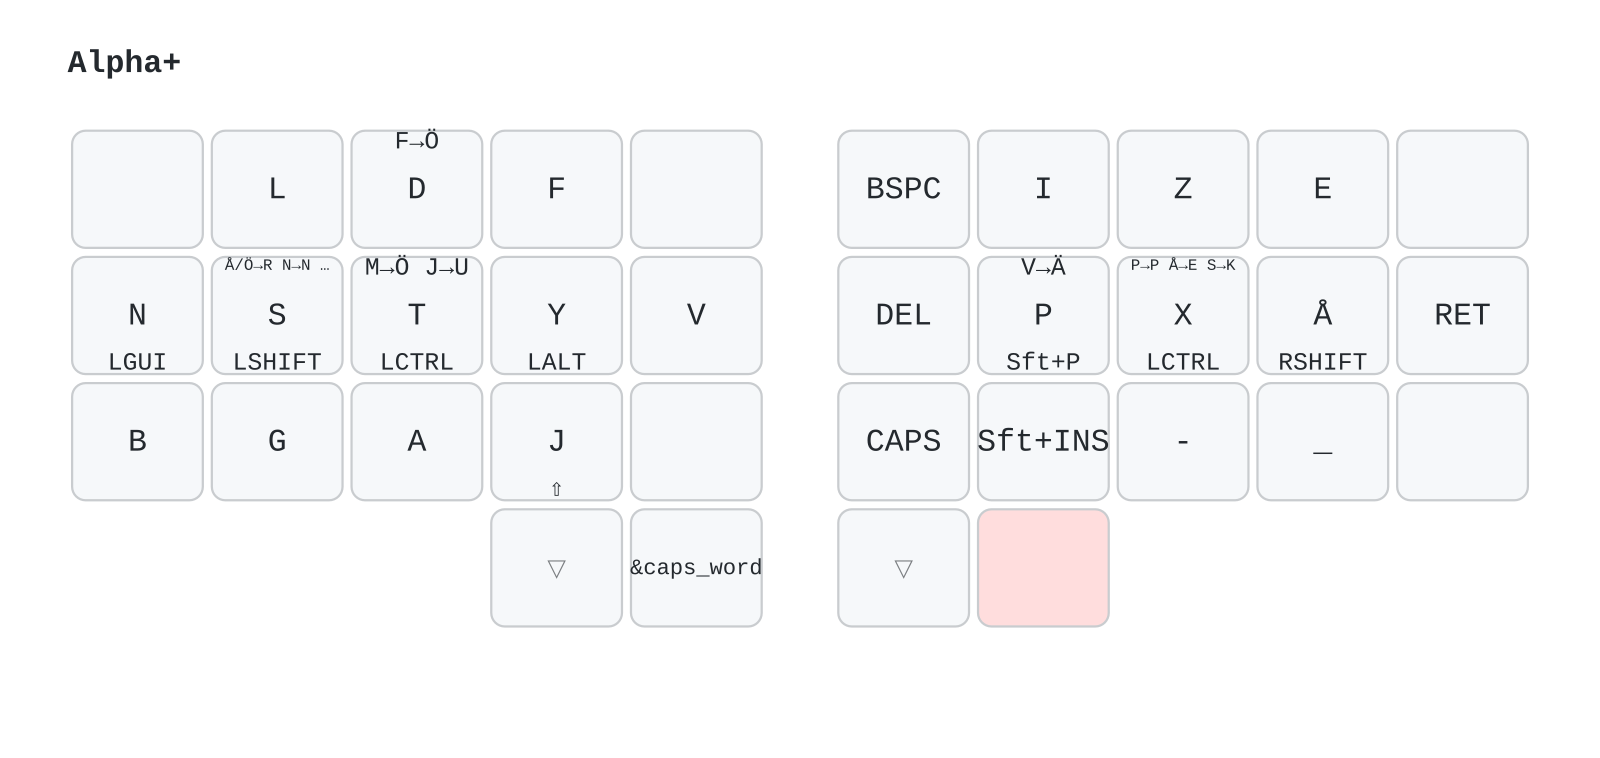 Alpha+
F→Ö
L D F BSPC I Z E
Å/Ö→R N→N … M→Ö J→U V→Ä P→P Å→E S→K
N S T Y V DEL P X Å RET
LGUI LSHIFT LCTRL LALT Sft+P LCTRL RSHIFT
B G A J CAPS Sft+INS - _
⇧
▽ &caps_word ▽